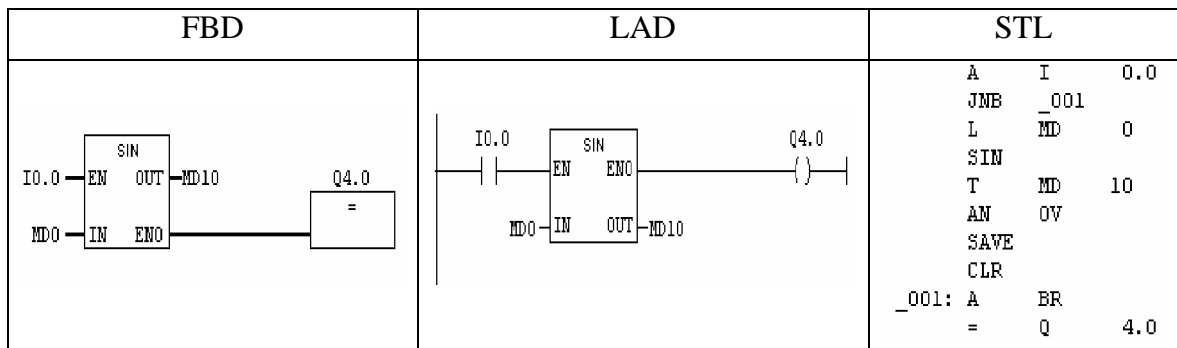 FBD LAD STL
SIN
I0.0 EN OUT MD10 Q4.0
=
MD0 IN ENO
I0.0 SIN Q4.0
EN ENO ( )
MD0 IN OUT MD10
A I 0.0
JNB _001
L MD 0
SIN
T MD 10
AN OV
SAVE
CLR
_001: A BR
= Q 4.0